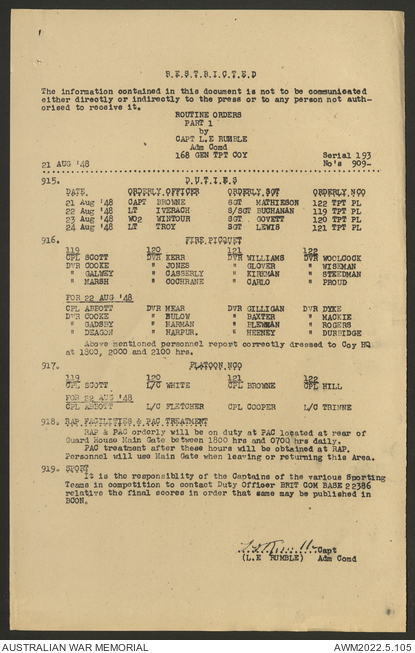 R E S T R I C T E D
The information contained in this document is not to be communicated
either directly or indirectly to the press or to any person not auth-
orised to receive it.
ROUTINE ORDERS
PART 1
by
CAPT L.E RUMBLE
Adm Comd
168 GEN TPT COY Serial 193
21 AUG '48 No's 909-
915. D U T I E S
DATE ORDERLY OFFICER ORDERLY SGT ORDERLY NCO
21 Aug '48 CAPT BROWNE SGT MATHIESON 122 TPT PL
22 Aug '48 LT IVERACH S/SGT BUCHANAN 119 TPT PL
23 Aug '48 WO2 WINTOUR SGT GOVETT 120 TPT PL
24 Aug '48 LT TROY SGT LEWIS 121 TPT PL
916. FIRE PICQUET
119 120 121 122
CPL SCOTT DVR KERR DVR WILLIAMS DVR WOOLCOCK
DVR COOKE " JONES " GLOVER " WISEMAN
" GALWEY " CASSERLY " KIRKMAN " STEEDMAN
" MARSH " COCHRANE " CARLO " PROUD
FOR 22 AUG '48
CPL ABBOTT DVR MEAR DVR GILLIGAN DVR DYKE
DVR COOKE " BULOW " BAXTER " MACKIE
" GADSBY " HARMAN " BLEWMAN " ROGERS
" DEAGON " HARPUR. " HEENEY " DURBIDGE
Above mentioned personnel report correctly dressed to Coy HQ
at 1800, 2000 and 2100 hrs.
917. PLATOON NCO
119 120 121 122
CPL SCOTT L/C WHITE CPL BROWNE CPL HILL
FOR 22 AUG '48
CPL ABBOTT L/C FLETCHER CPL COOPER L/C TRINNE
918. RAP FACILITIES & PAC TREATMENT
RAP & PAC orderly will be on duty at PAC located at rear of
Guard House Main Gate between 1800 hrs and 0700 hrs daily.
PAC treatment after these hours will be obtained at RAP.
Personnel will use Main Gate when leaving or returning this Area.
919. SPORT
It is the responsiblity of the Captains of the various Sporting
Teams in competition to contact Duty Officer BRIT COM BASE 22386
relative the final scores in order that same may be published in
BCON.
Capt
(L.E RUMBLE) Adm Comd
AUSTRALIAN WAR MEMORIAL AWM2022.5.105